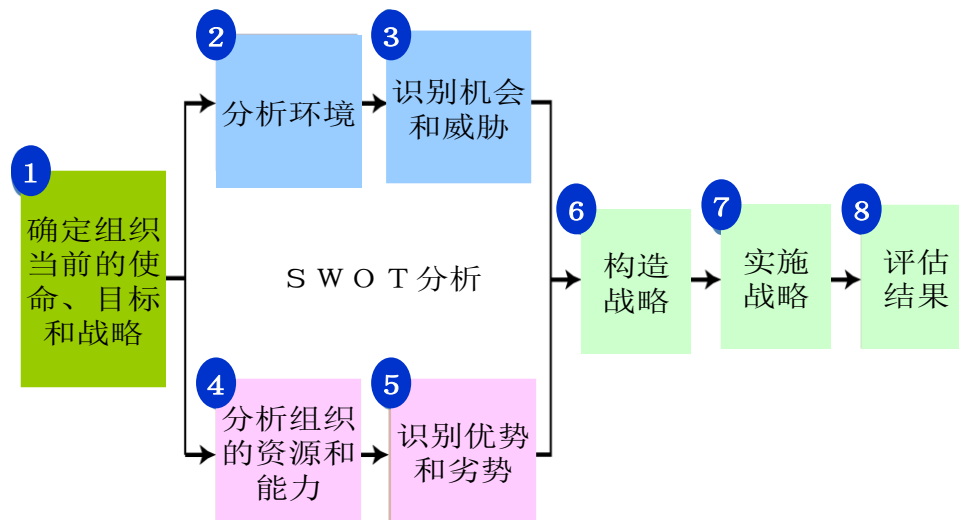 1
确定组织
当前的使
命、目标
和战略
2
分析环境
3
识别机会
和威胁
SWOT分析
4
分析组织
的资源和
能力
5
识别优势
和劣势
6
构造
战略
7
实施
战略
8
评估
结果